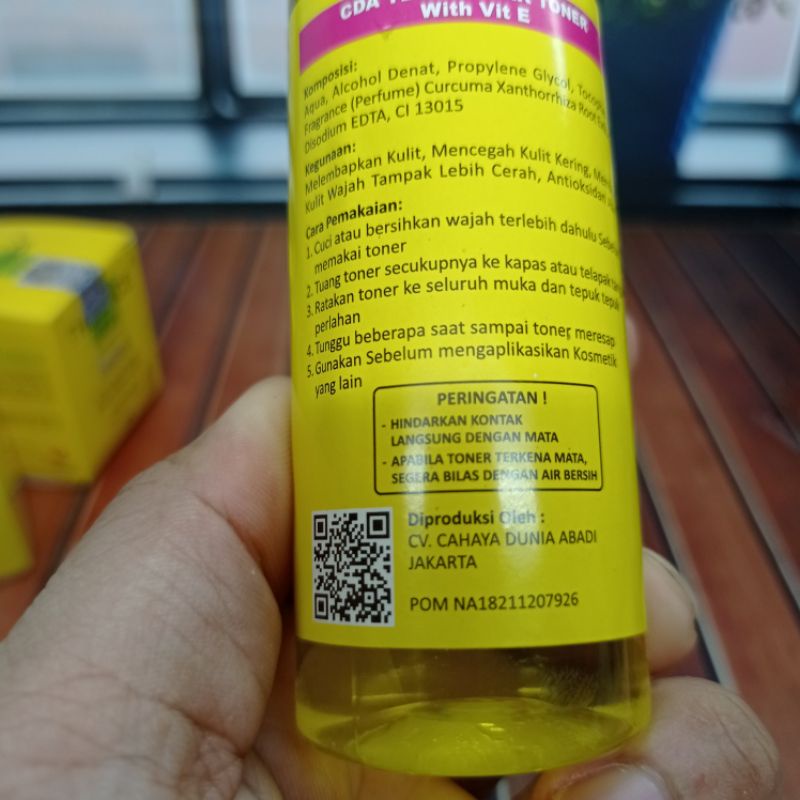 CDA TONER
With Vit E
Komposisi:
Aqua, Alcohol Denat, Propylene Glycol,
Fragrance (Perfume) Curcuma Xanthorrhiza Root
Disodium EDTA, CI 13015
Kegunaan:
Melembapkan Kulit, Mencegah Kulit Kering,
Kulit Wajah Tampak Lebih Cerah, Antioksidan
Cara Pemakaian:
1. Cuci atau bersihkan wajah terlebih dahulu
memakai toner
2. Tuang toner secukupnya ke kapas atau telapak
3. Ratakan toner ke seluruh muka dan tepuk tepuk
perlahan
4. Tunggu beberapa saat sampai toner meresap
5. Gunakan Sebelum mengaplikasikan Kosmetik
yang lain
PERINGATAN !
- HINDARKAN KONTAK
LANGSUNG DENGAN MATA
- APABILA TONER TERKENA MATA,
SEGERA BILAS DENGAN AIR BERSIH
Diproduksi Oleh :
CV. CAHAYA DUNIA ABADI
JAKARTA
POM NA18211207926